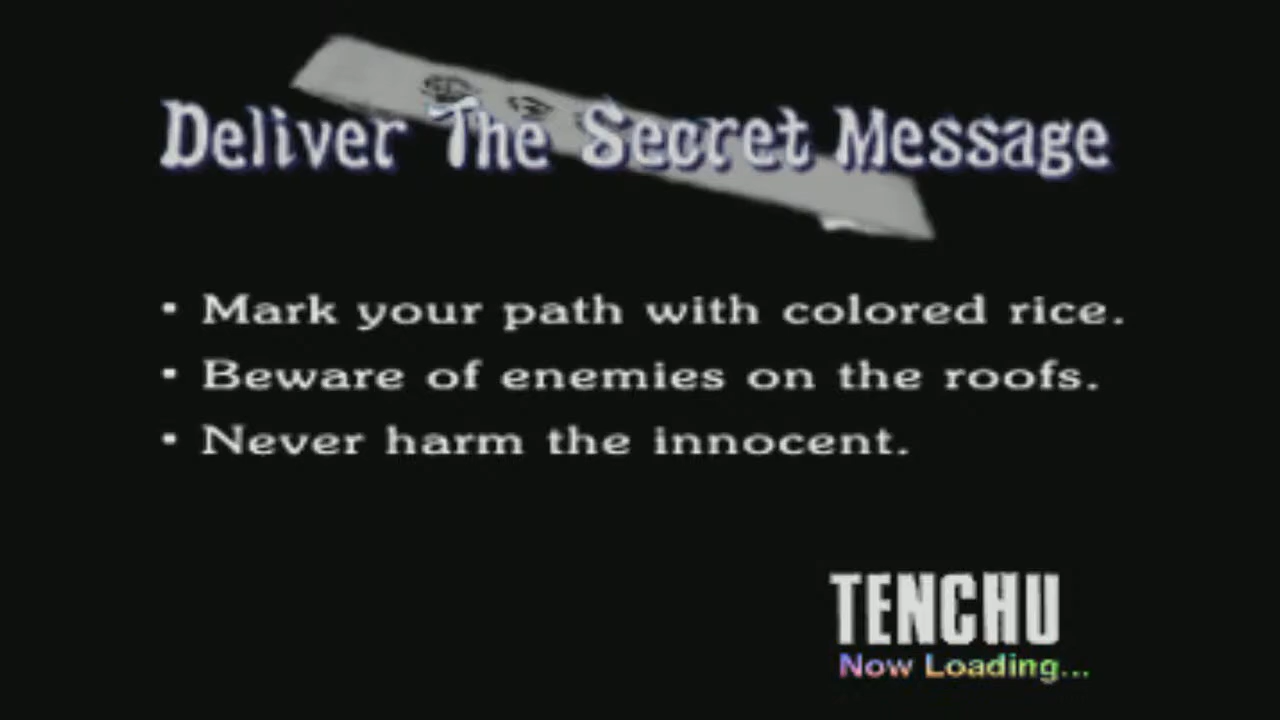 Deliver The Secret Message
• Mark your path with colored rice.
• Beware of enemies on the roofs.
• Never harm the innocent.
TENCHU
Now Loading...